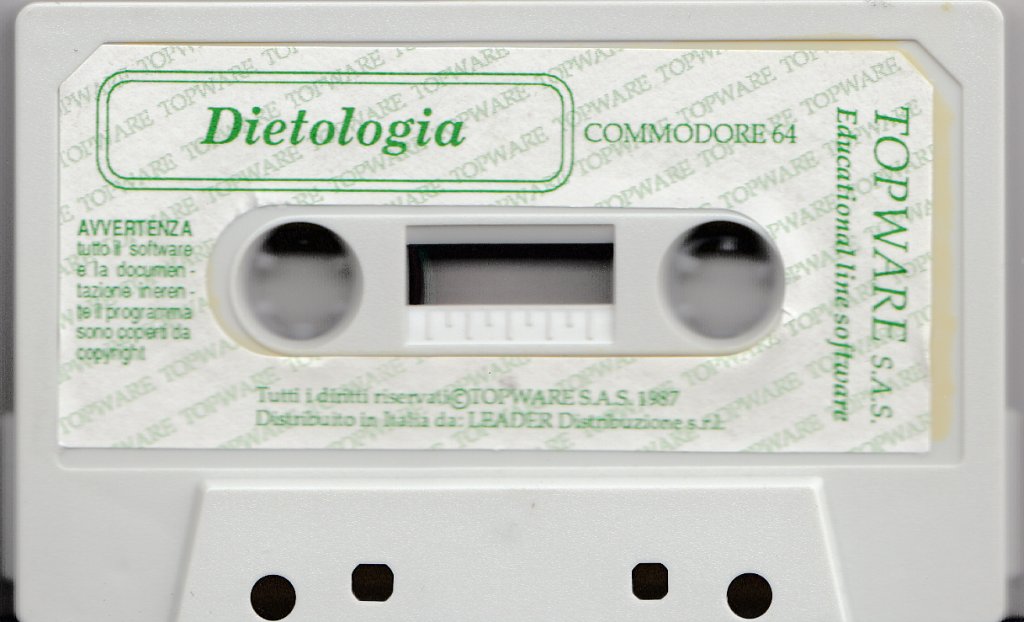 Dietologia
COMMODORE 64
TOPWARE S.A.S.
Educational line software
AVVERTENZA
tutto il software
e la documen -
tazione ineren -
te il programma
sono coperti da
copyright
Tutti i diritti riservati©TOPWARE S.A.S. 1987
Distribuito in Italia da: LEADER Distribuzione s.r.l.